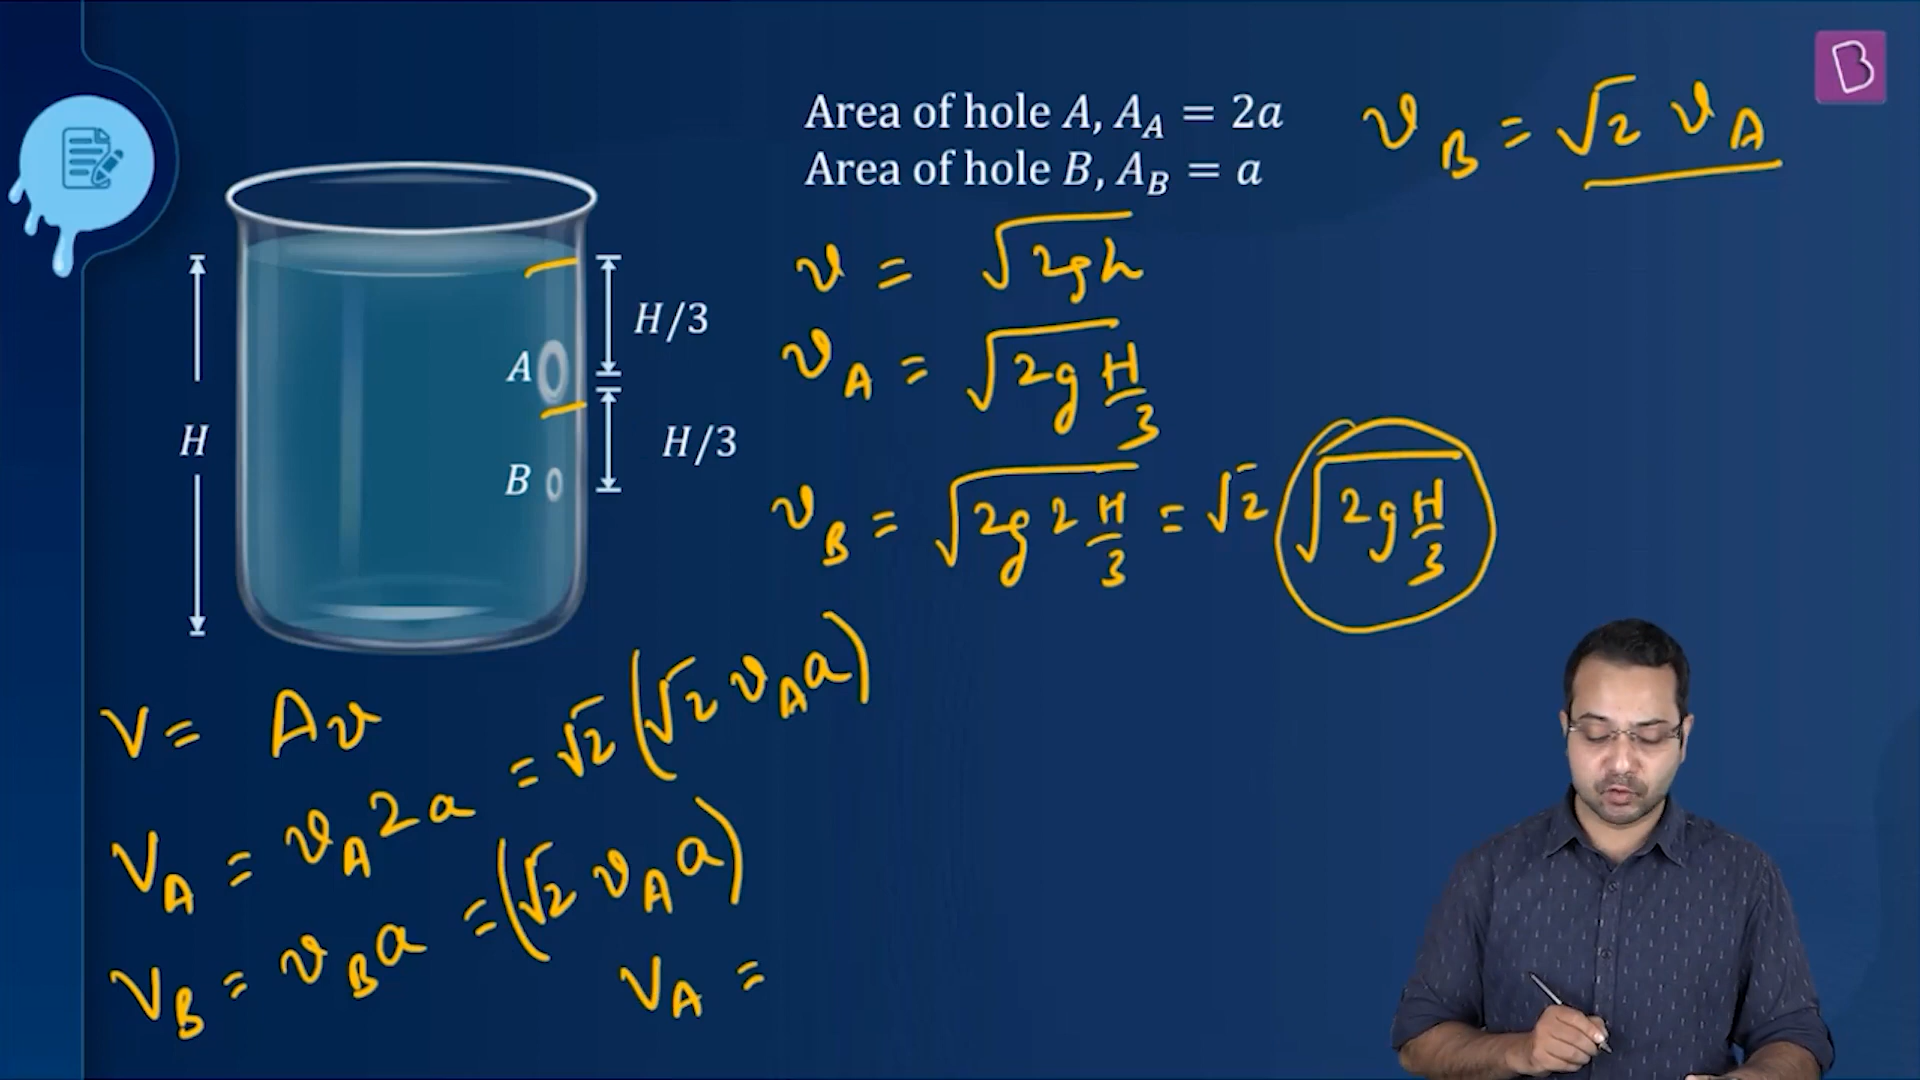 B
Area of hole A, A_A = 2a
Area of hole B, A_B = a
v_B = √2 v_A
v = √2gh
v_A = √2g H/3
v_B = √2g 2 H/3 = √2 √2g H/3
H
H/3
H/3
A
B
V = Av
V_A = v_A 2a = √2 (√2 v_A a)
V_B = v_B a = (√2 v_A a)
V_A =